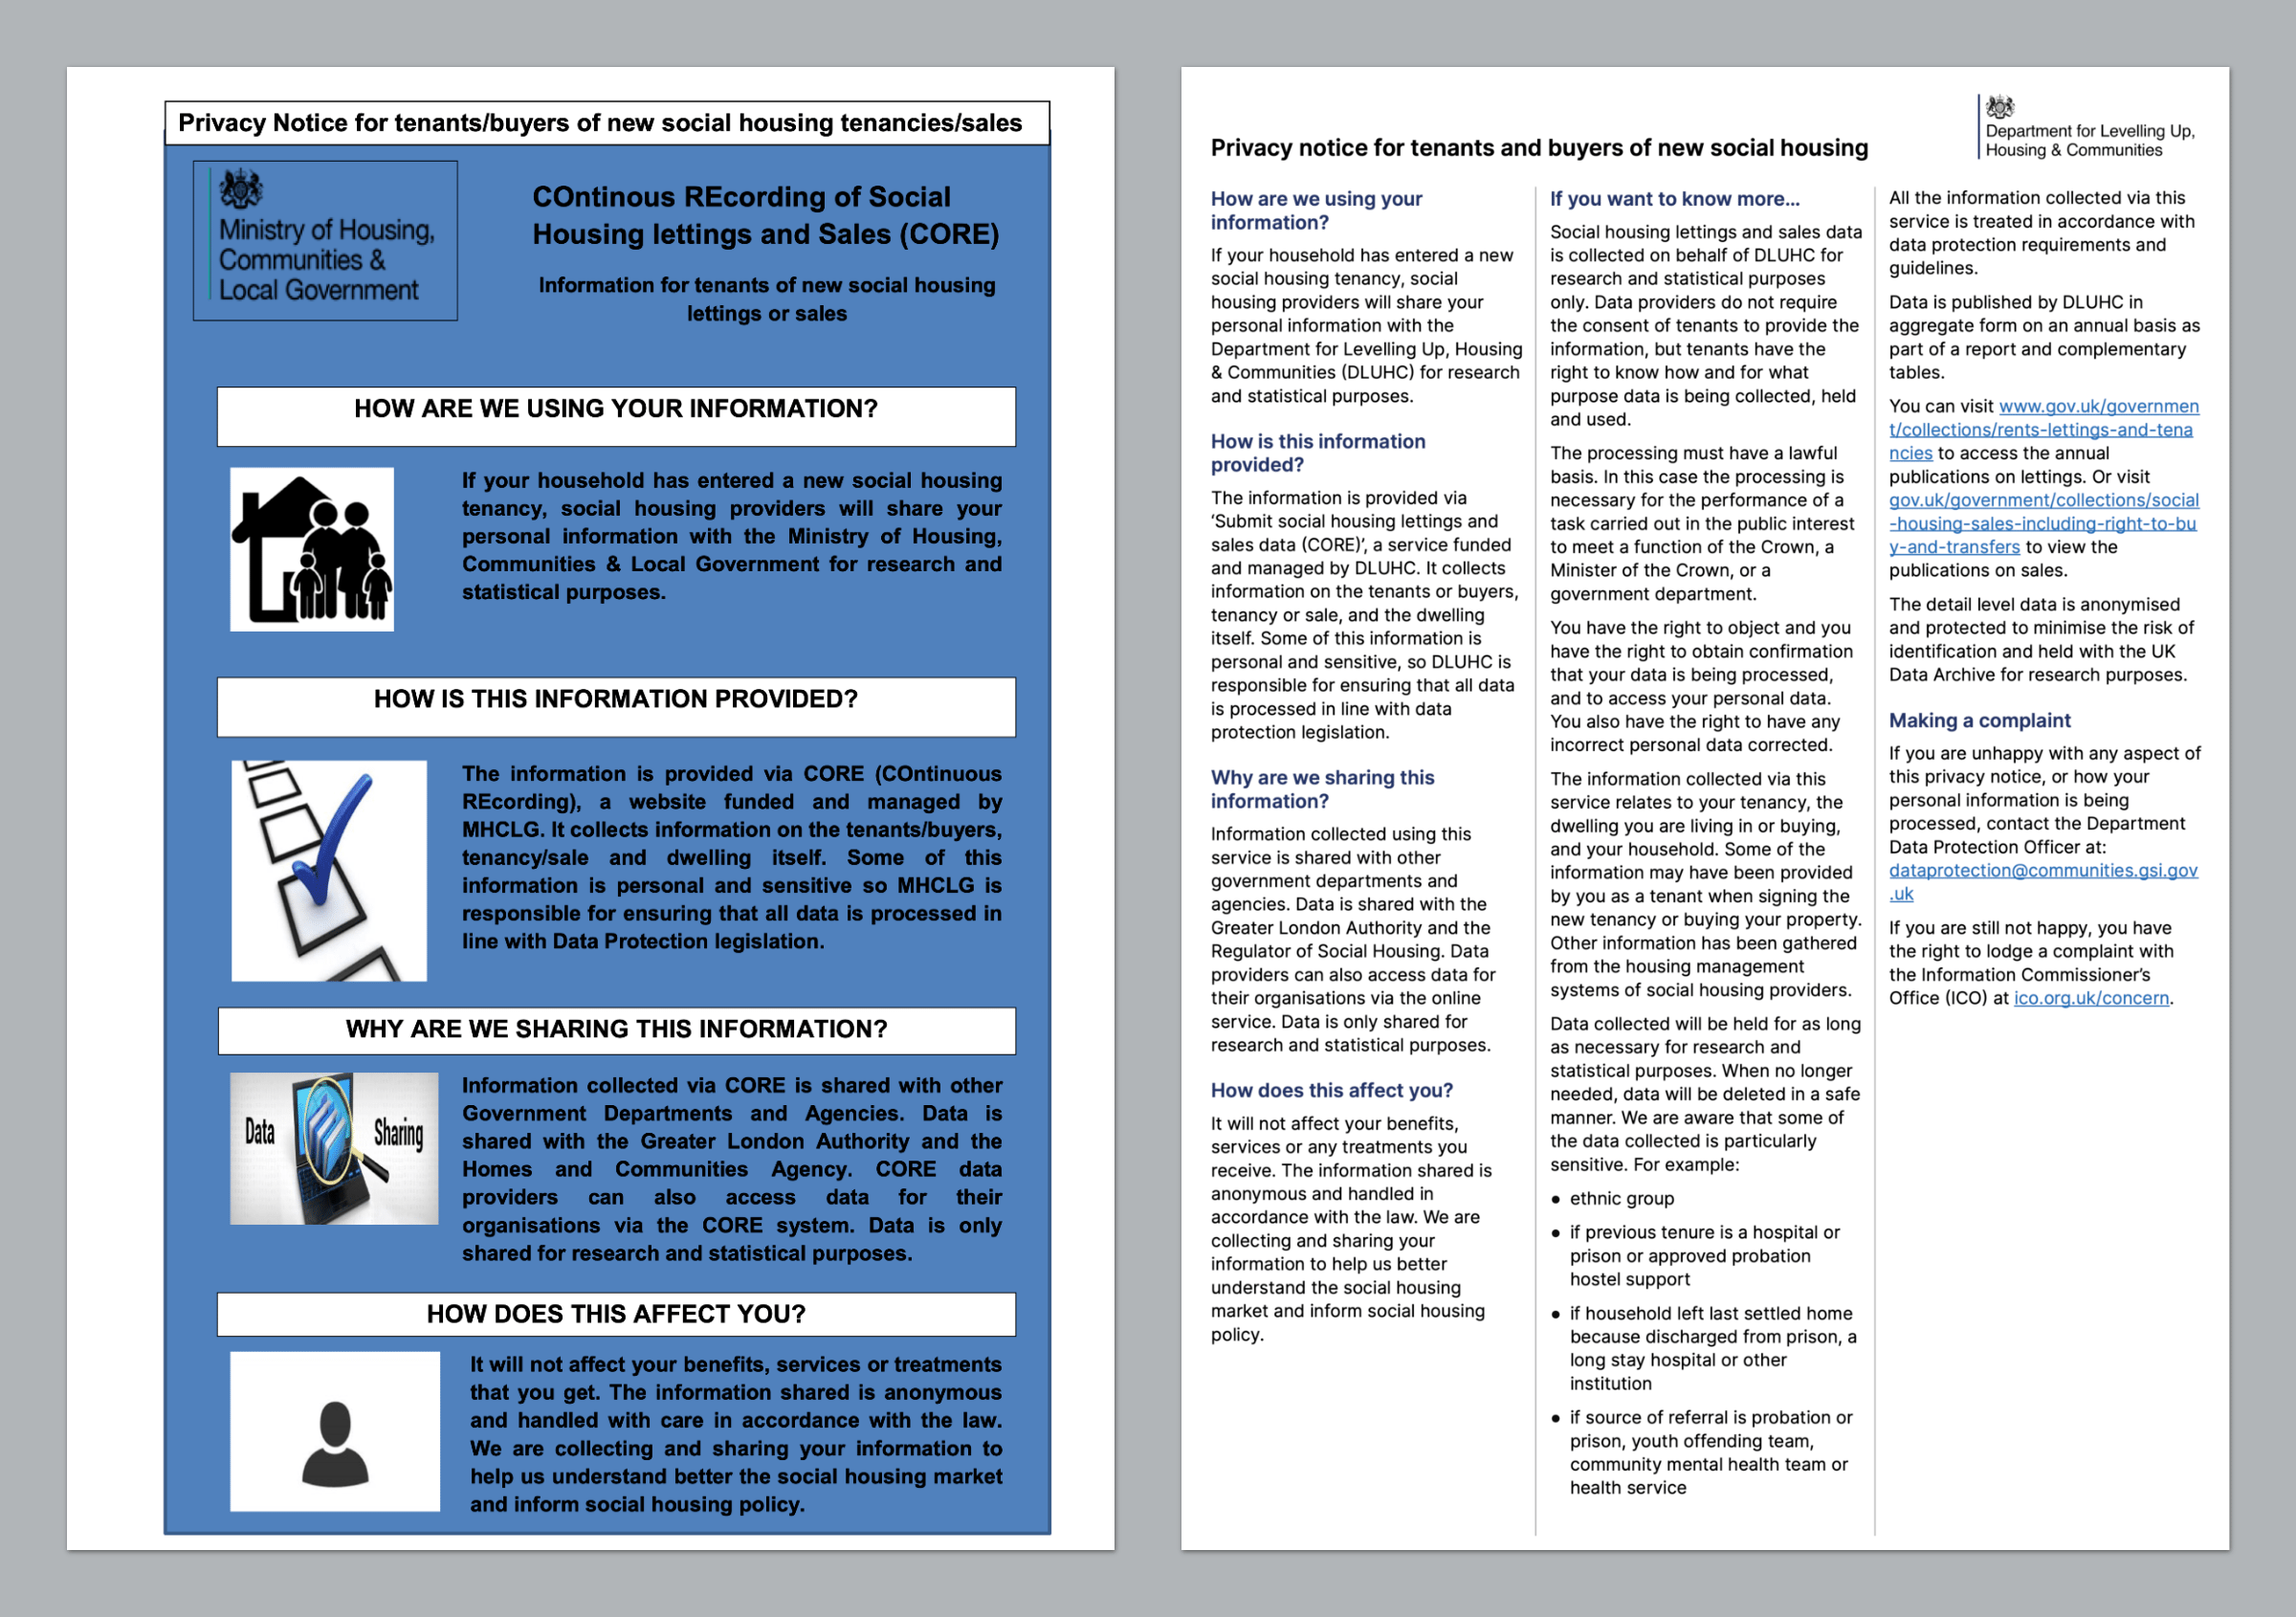 Privacy Notice for tenants/buyers of new social housing tenancies/sales
Ministry of Housing,
Communities &
Local Government
COntinous REcording of Social
Housing lettings and Sales (CORE)
Information for tenants of new social housing
lettings or sales
HOW ARE WE USING YOUR INFORMATION?
If your household has entered a new social housing
tenancy, social housing providers will share your
personal information with the Ministry of Housing,
Communities & Local Government for research and
statistical purposes.
HOW IS THIS INFORMATION PROVIDED?
The information is provided via CORE (COntinuous
REcording), a website funded and managed by
MHCLG. It collects information on the tenants/buyers,
tenancy/sale and dwelling itself. Some of this
information is personal and sensitive so MHCLG is
responsible for ensuring that all data is processed in
line with Data Protection legislation.
WHY ARE WE SHARING THIS INFORMATION?
Data Sharing
Information collected via CORE is shared with other
Government Departments and Agencies. Data is
shared with the Greater London Authority and the
Homes and Communities Agency. CORE data
providers can also access data for their
organisations via the CORE system. Data is only
shared for research and statistical purposes.
HOW DOES THIS AFFECT YOU?
It will not affect your benefits, services or treatments
that you get. The information shared is anonymous
and handled with care in accordance with the law.
We are collecting and sharing your information to
help us understand better the social housing market
and inform social housing policy.
Department for Levelling Up,
Housing & Communities
Privacy notice for tenants and buyers of new social housing
How are we using your
information?
If your household has entered a new
social housing tenancy, social
housing providers will share your
personal information with the
Department for Levelling Up, Housing
& Communities (DLUHC) for research
and statistical purposes.
How is this information
provided?
The information is provided via
‘Submit social housing lettings and
sales data (CORE)’, a service funded
and managed by DLUHC. It collects
information on the tenants or buyers,
tenancy or sale, and the dwelling
itself. Some of this information is
personal and sensitive, so DLUHC is
responsible for ensuring that all data
is processed in line with data
protection legislation.
Why are we sharing this
information?
Information collected using this
service is shared with other
government departments and
agencies. Data is shared with the
Greater London Authority and the
Regulator of Social Housing. Data
providers can also access data for
their organisations via the online
service. Data is only shared for
research and statistical purposes.
How does this affect you?
It will not affect your benefits,
services or any treatments you
receive. The information shared is
anonymous and handled in
accordance with the law. We are
collecting and sharing your
information to help us better
understand the social housing
market and inform social housing
policy.
If you want to know more...
Social housing lettings and sales data
is collected on behalf of DLUHC for
research and statistical purposes
only. Data providers do not require
the consent of tenants to provide the
information, but tenants have the
right to know how and for what
purpose data is being collected, held
and used.
The processing must have a lawful
basis. In this case the processing is
necessary for the performance of a
task carried out in the public interest
to meet a function of the Crown, a
Minister of the Crown, or a
government department.
You have the right to object and you
have the right to obtain confirmation
that your data is being processed,
and to access your personal data.
You also have the right to have any
incorrect personal data corrected.
The information collected via this
service relates to your tenancy, the
dwelling you are living in or buying,
and your household. Some of the
information may have been provided
by you as a tenant when signing the
new tenancy or buying your property.
Other information has been gathered
from the housing management
systems of social housing providers.
Data collected will be held for as long
as necessary for research and
statistical purposes. When no longer
needed, data will be deleted in a safe
manner. We are aware that some of
the data collected is particularly
sensitive. For example:
● ethnic group
● if previous tenure is a hospital or
prison or approved probation
hostel support
● if household left last settled home
because discharged from prison, a
long stay hospital or other
institution
● if source of referral is probation or
prison, youth offending team,
community mental health team or
health service
All the information collected via this
service is treated in accordance with
data protection requirements and
guidelines.
Data is published by DLUHC in
aggregate form on an annual basis as
part of a report and complementary
tables.
You can visit www.gov.uk/governmen
t/collections/rents-lettings-and-tena
ncies to access the annual
publications on lettings. Or visit
gov.uk/government/collections/social
-housing-sales-including-right-to-bu
y-and-transfers to view the
publications on sales.
The detail level data is anonymised
and protected to minimise the risk of
identification and held with the UK
Data Archive for research purposes.
Making a complaint
If you are unhappy with any aspect of
this privacy notice, or how your
personal information is being
processed, contact the Department
Data Protection Officer at:
dataprotection@communities.gsi.gov
.uk
If you are still not happy, you have
the right to lodge a complaint with
the Information Commissioner’s
Office (ICO) at ico.org.uk/concern.